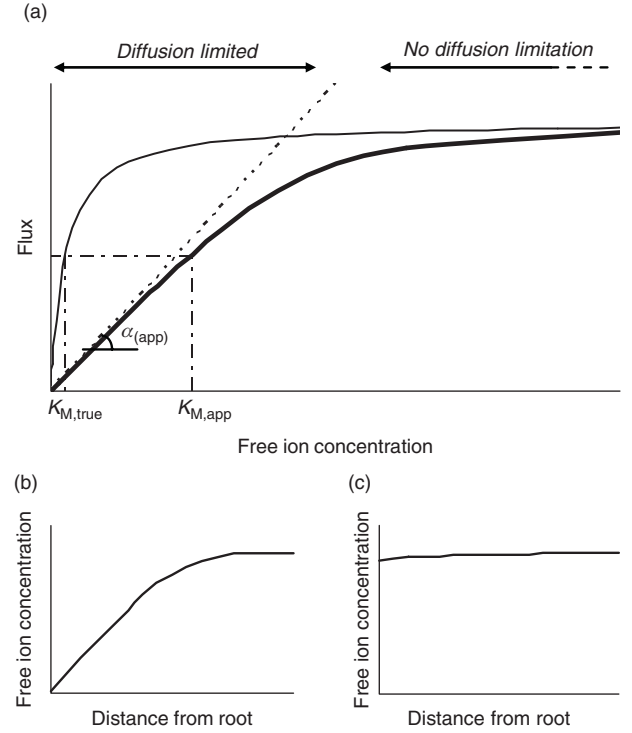 (a)
Diffusion limited
No diffusion limitation
Flux
α(app)
KM,true
KM,app
Free ion concentration
(b)
(c)
Free ion concentration
Free ion concentration
Distance from root
Distance from root